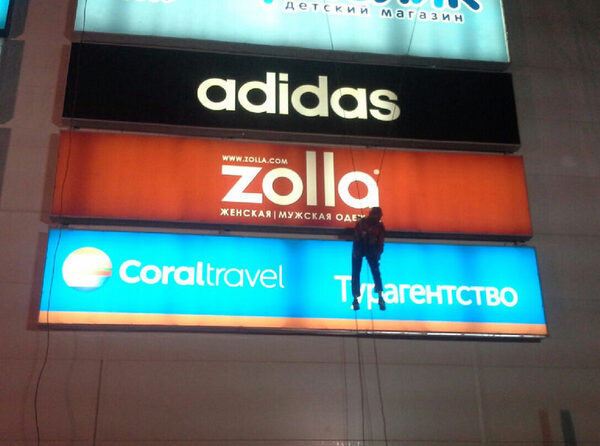 детский магазин
adidas
WWW.ZOLLA.COM
zolla
ЖЕНСКАЯ | МУЖСКАЯ
Coraltravel
Турагентство